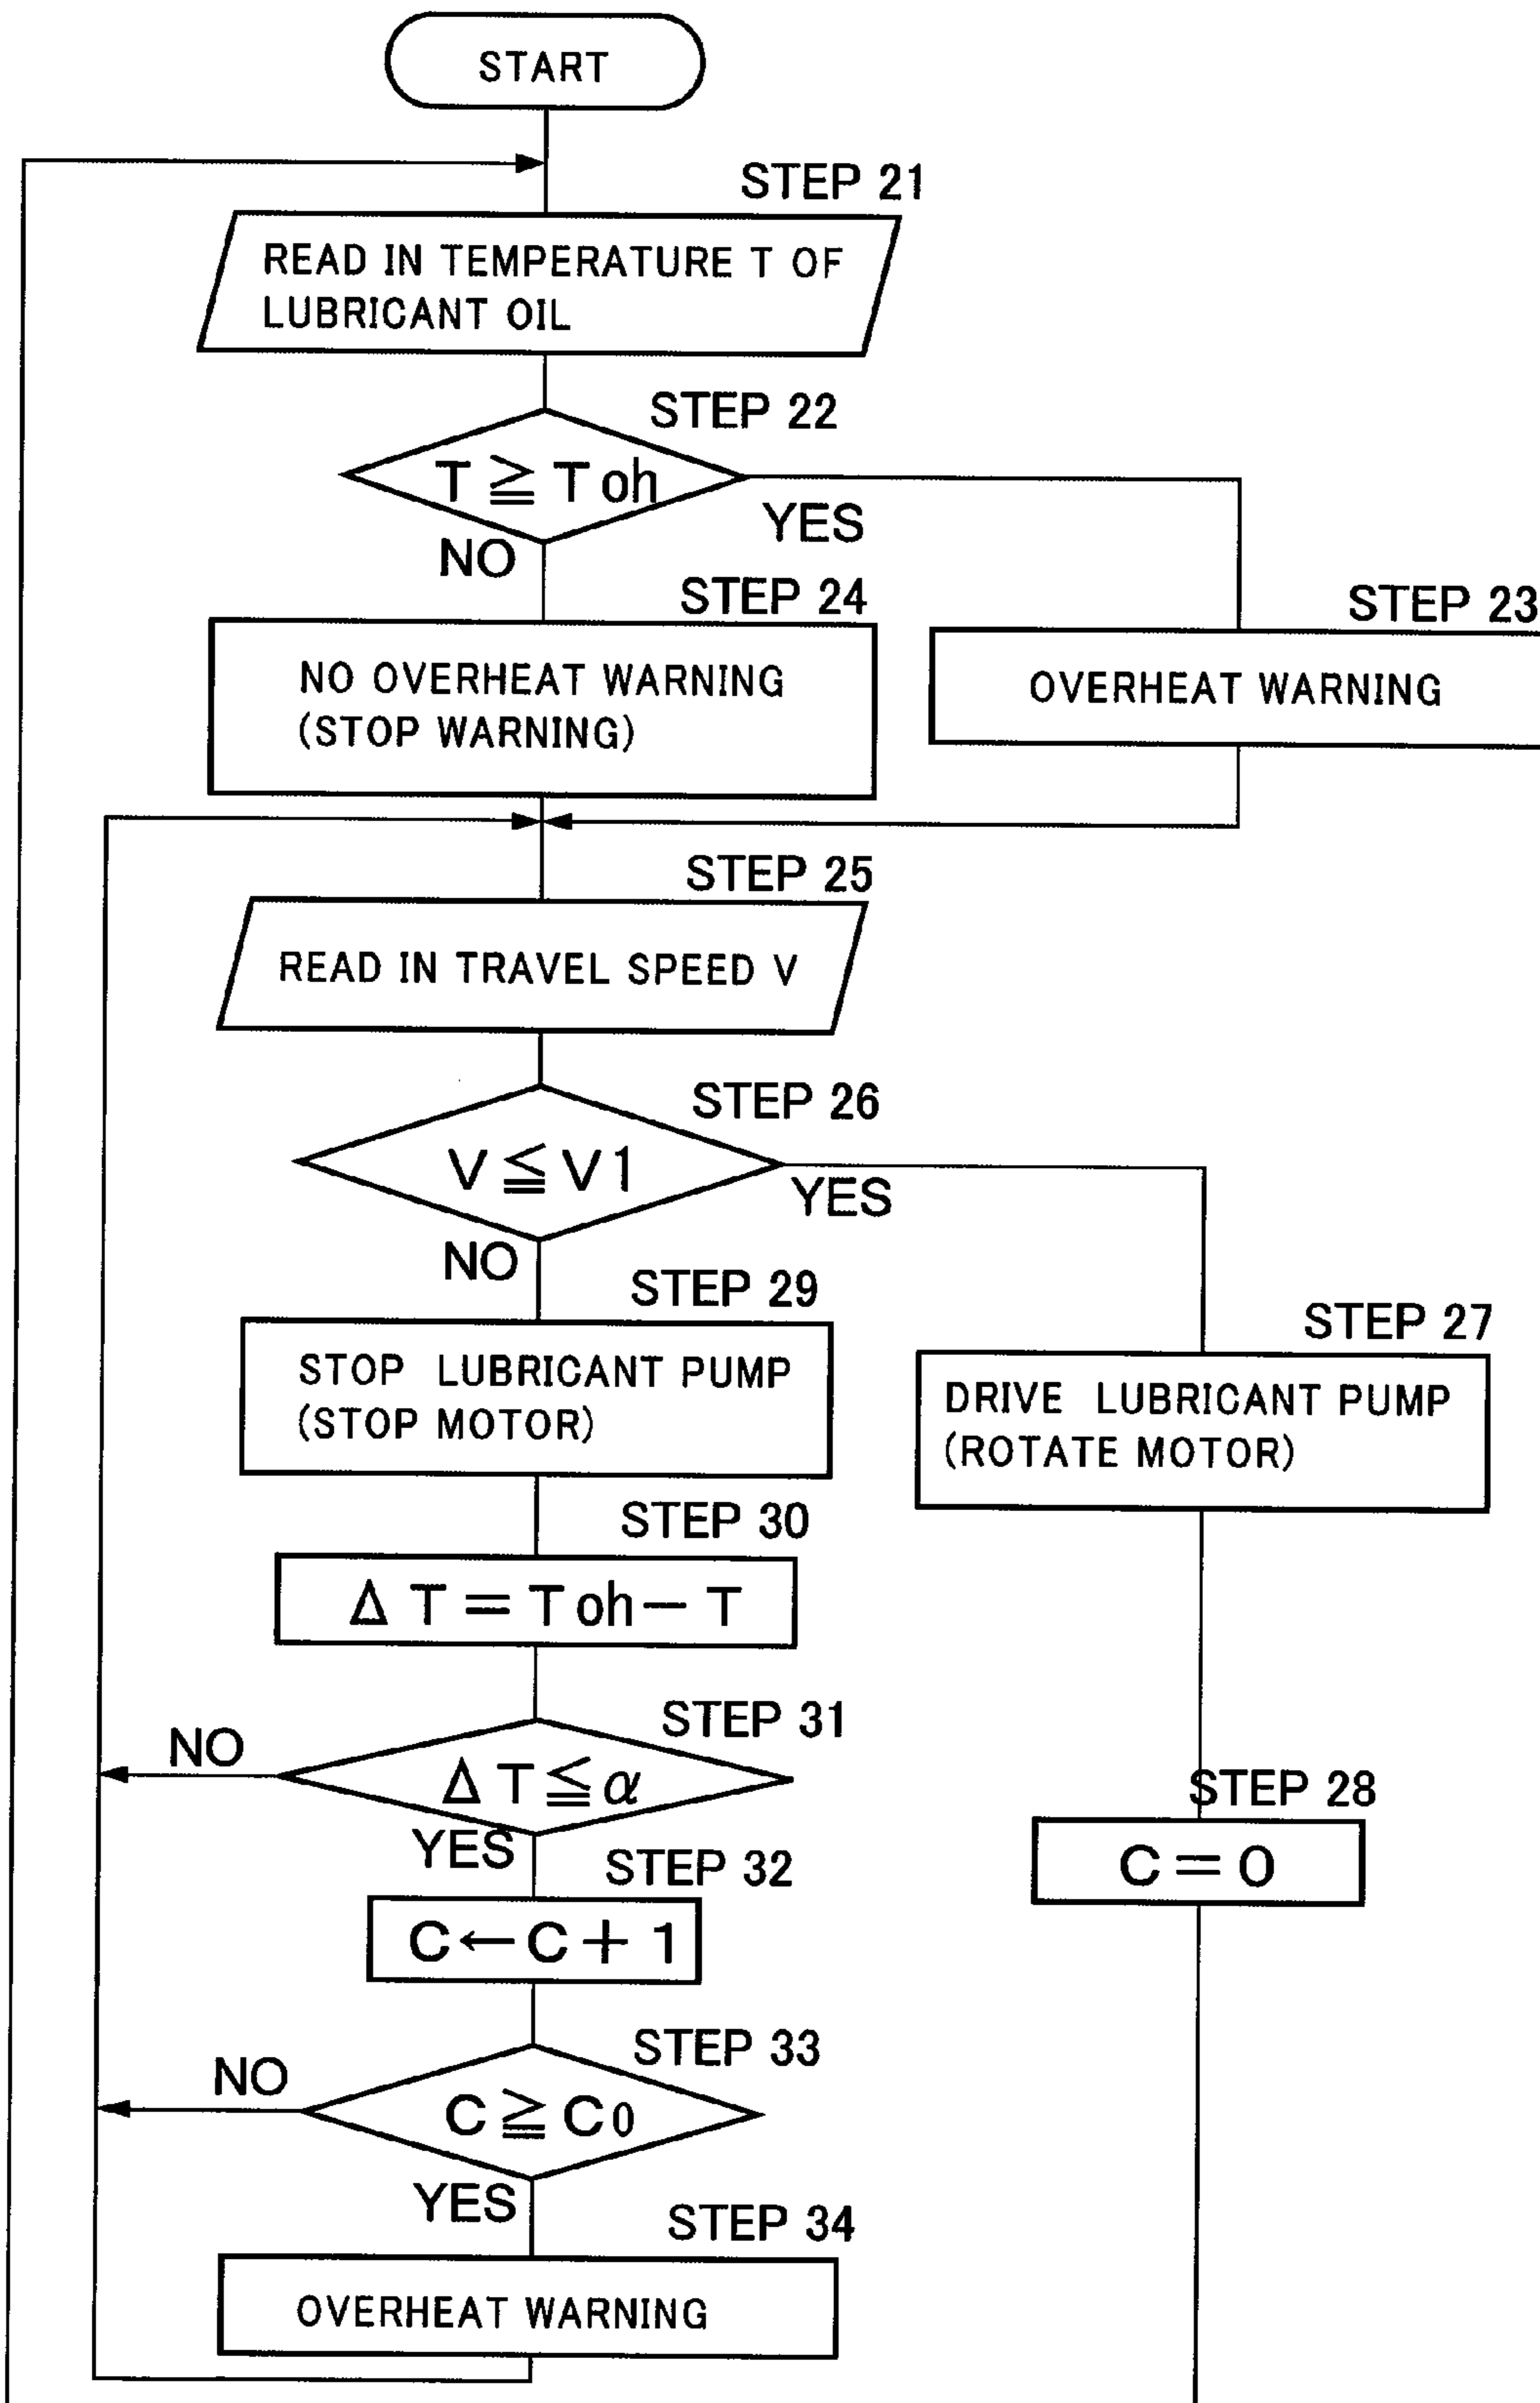 START
STEP 21
READ IN TEMPERATURE T OF
LUBRICANT OIL
STEP 22
T ≧ Toh
YES
NO
STEP 24
STEP 23
NO OVERHEAT WARNING
(STOP WARNING)
OVERHEAT WARNING
STEP 25
READ IN TRAVEL SPEED V
STEP 26
V ≦ V1
YES
NO
STEP 29
STEP 27
STOP LUBRICANT PUMP
(STOP MOTOR)
DRIVE LUBRICANT PUMP
(ROTATE MOTOR)
STEP 30
Δ T = Toh − T
STEP 31
NO
Δ T ≦ α
YES
STEP 28
C = 0
STEP 32
C ← C + 1
STEP 33
NO
C ≧ C0
YES
STEP 34
OVERHEAT WARNING